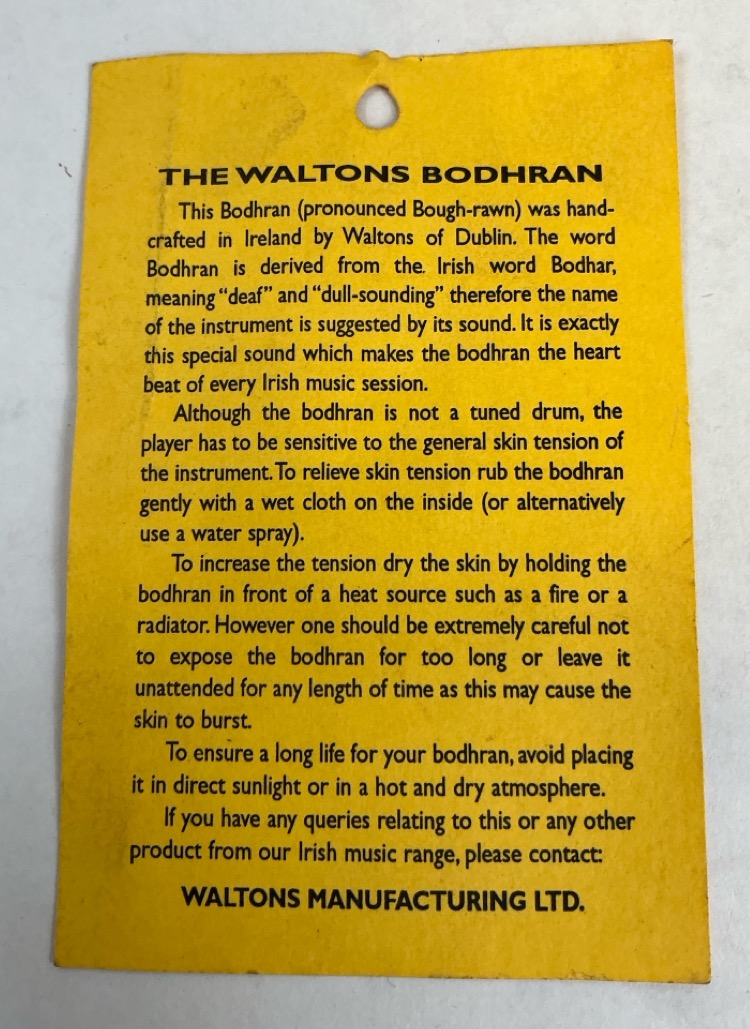 THE WALTONS BODHRAN
This Bodhran (pronounced Bough-rawn) was hand-
crafted in Ireland by Waltons of Dublin. The word
Bodhran is derived from the. Irish word Bodhar,
meaning "deaf" and "dull-sounding" therefore the name
of the instrument is suggested by its sound. It is exactly
this special sound which makes the bodhran the heart
beat of every Irish music session.
Although the bodhran is not a tuned drum, the
player has to be sensitive to the general skin tension of
the instrument. To relieve skin tension rub the bodhran
gently with a wet cloth on the inside (or alternatively
use a water spray).
To increase the tension dry the skin by holding the
bodhran in front of a heat source such as a fire or a
radiator. However one should be extremely careful not
to expose the bodhran for too long or leave it
unattended for any length of time as this may cause the
skin to burst.
To ensure a long life for your bodhran, avoid placing
it in direct sunlight or in a hot and dry atmosphere.
If you have any queries relating to this or any other
product from our Irish music range, please contact:
WALTONS MANUFACTURING LTD.